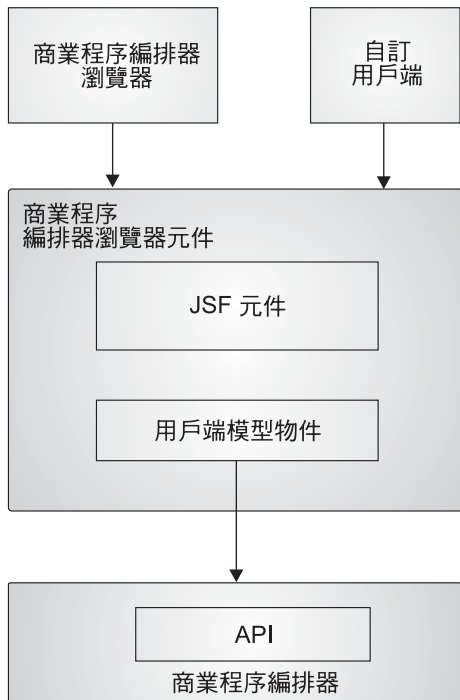 商業程序編排器
瀏覽器
自訂
用戶端
商業程序
編排器瀏覽器元件
JSF 元件
用戶端模型物件
API
商業程序編排器